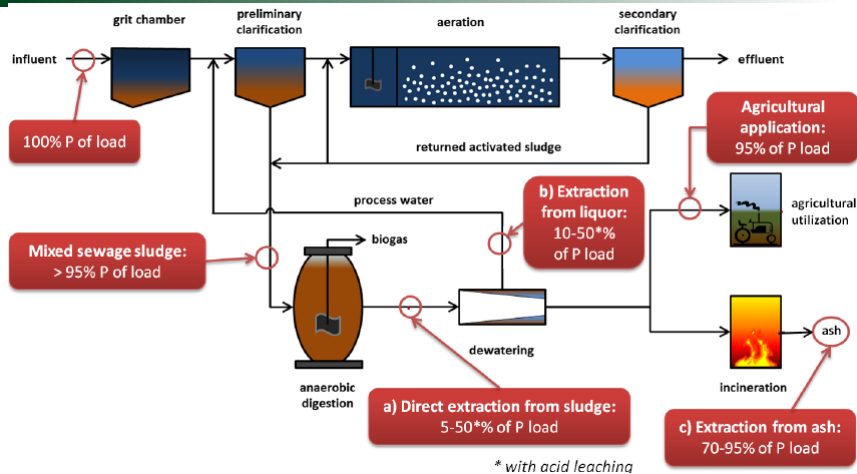 grit chamber
preliminary
clarification
aeration
secondary
clarification
influent
effluent
100% P of load
returned activated sludge
Agricultural
application:
95% of P load
process water
b) Extraction
from liquor:
10-50*%
of P load
agricultural
utilization
Mixed sewage sludge:
> 95% P of load
biogas
dewatering
ash
anaerobic
digestion
incineration
a) Direct extraction from sludge:
5-50*% of P load
c) Extraction from ash:
70-95% of P load
* with acid leaching